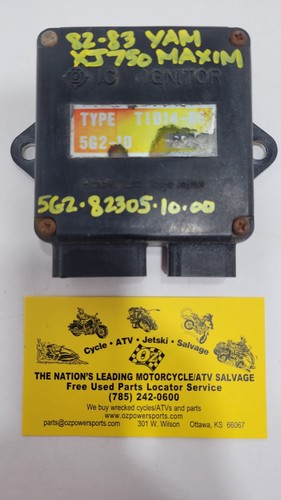 82-83 YAM
XJ750 MAXIM
IC IGNITOR
TYPE TID14-
5G2-10
5G2-82305-10.00
Cycle • ATV • Jetski • Salvage
THE NATION'S LEADING MOTORCYCLE/ATV SALVAGE
Free Used Parts Locator Service
(785) 242-0600
We buy wrecked cycles/ATVs and parts
www.ozpowersports.com
parts@ozpowersports.com 301 W. Wilson Ottawa, KS 66067